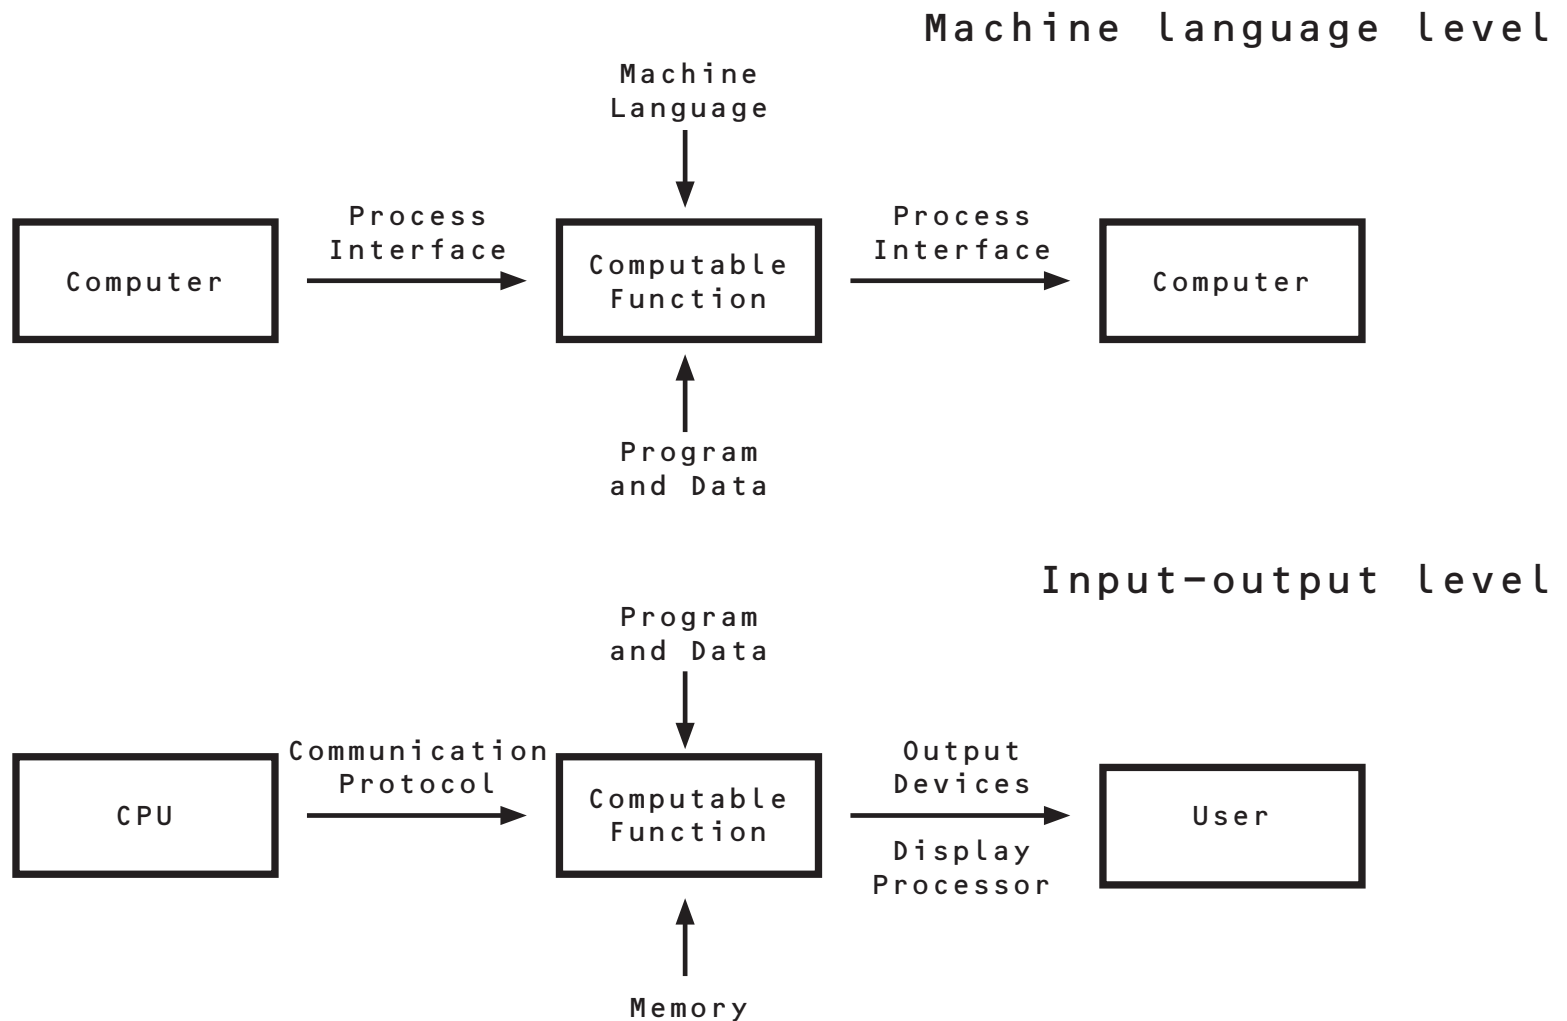 Machine language level
Machine
Language
Process
Interface
Process
Interface
Computer
Computable
Function
Computer
Program
and Data
Input-output level
Program
and Data
Communication
Protocol
Output
Devices
CPU
Computable
Function
User
Display
Processor
Memory